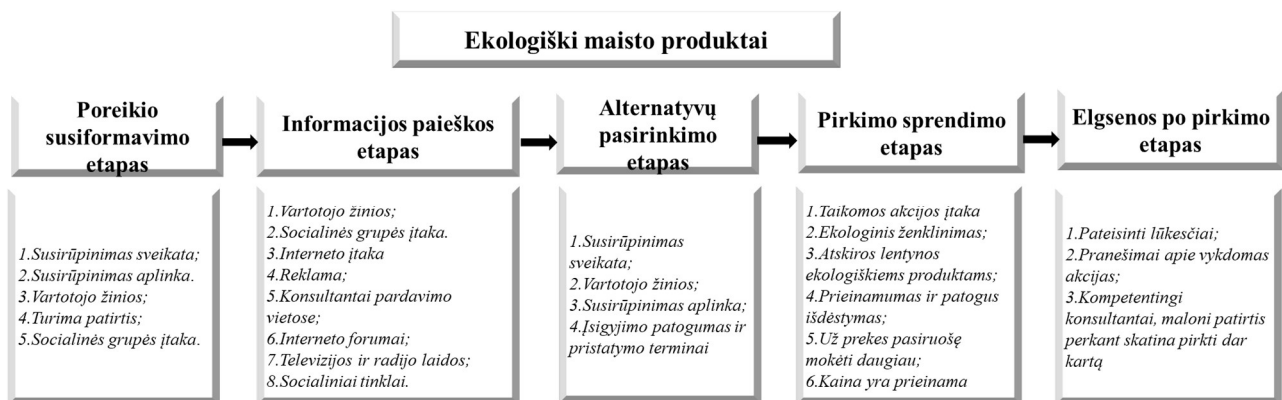 Ekologiški maisto produktai
Poreikio
susiformavimo
etapas
Informacijos paieškos
etapas
Alternatyvų
pasirinkimo
etapas
Pirkimo sprendimo
etapas
Elgsenos po pirkimo
etapas
1.Susirūpinimas sveikata;
2.Susirūpinimas aplinka.
3.Vartotojo žinios;
4.Turima patirtis;
5.Socialinės grupės įtaka.
1.Vartotojo žinios;
2.Socialinės grupės įtaka.
3.Interneto įtaka
4.Reklama;
5.Konsultantai pardavimo
vietose;
6.Interneto forumai;
7.Televizijos ir radijo laidos;
8.Socialiniai tinklai.
1.Susirūpinimas
sveikata;
2.Vartotojo žinios;
3.Susirūpinimas aplinka;
4.Įsigyjimo patogumas ir
pristatymo terminai
1.Taikomos akcijos įtaka
2.Ekologinis ženklinimas;
3.Atskiros lentynos
ekologiškiems produktams;
4.Prieinamumas ir patogus
išdėstymas;
5.Už prekes pasiruošę
mokėti daugiau;
6.Kaina yra prieinama
1.Pateisinti lūkesčiai;
2.Pranešimai apie vykdomas
akcijas;
3.Kompetentingi
konsultantai, maloni patirtis
perkant skatina pirkti dar
kartą